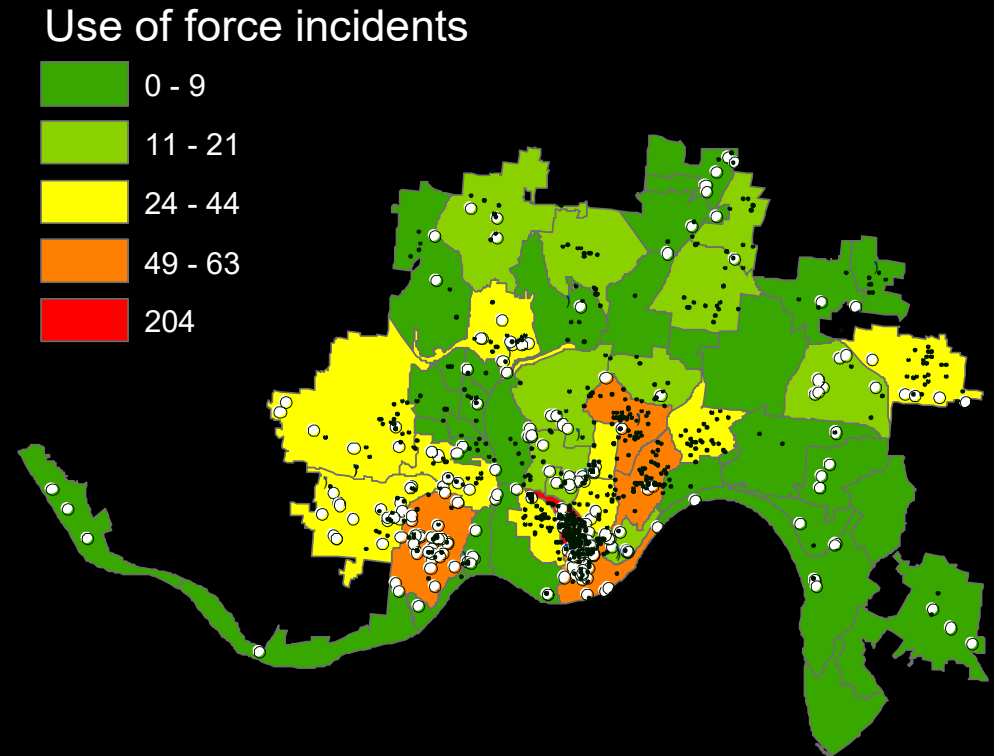 Use of force incidents
0 - 9
11 - 21
24 - 44
49 - 63
204